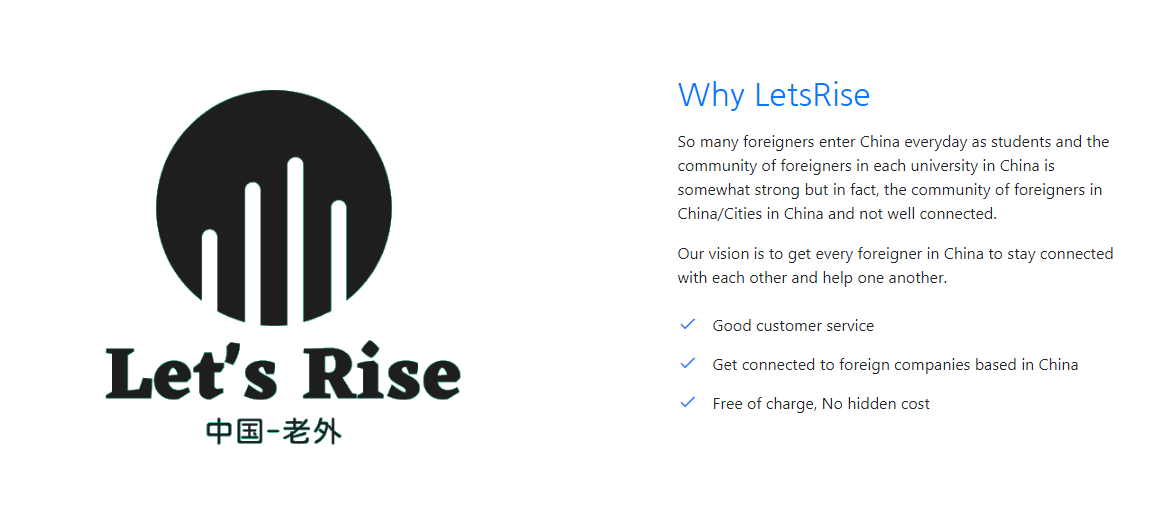 Let's Rise
中国-老外
Why LetsRise
So many foreigners enter China everyday as students and the
community of foreigners in each university in China is
somewhat strong but in fact, the community of foreigners in
China/Cities in China and not well connected.
Our vision is to get every foreigner in China to stay connected
with each other and help one another.
Good customer service
Get connected to foreign companies based in China
Free of charge, No hidden cost